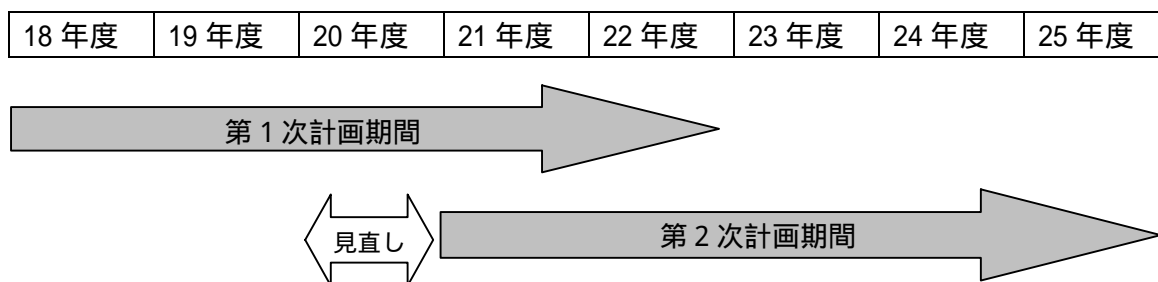 18 年度 19 年度 20 年度 21 年度 22 年度 23 年度 24 年度 25 年度
第 1 次計画期間
見直し 第 2 次計画期間